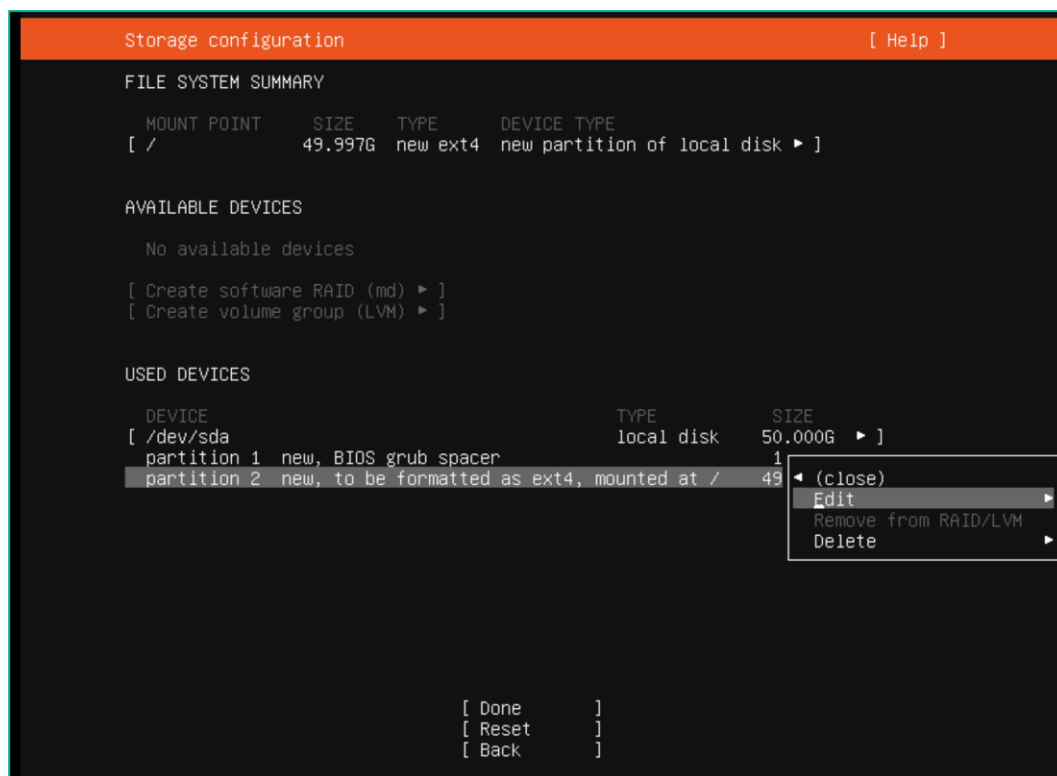 Storage configuration [ Help ]
FILE SYSTEM SUMMARY
MOUNT POINT SIZE TYPE DEVICE TYPE
[ / 49.997G new ext4 new partition of local disk ▸ ]
AVAILABLE DEVICES
No available devices
[ Create software RAID (md) ▸ ]
[ Create volume group (LVM) ▸ ]
USED DEVICES
DEVICE TYPE SIZE
[ /dev/sda local disk 50.000G ▸ ]
partition 1 new, BIOS grub spacer 1
partition 2 new, to be formatted as ext4, mounted at / 49
◂ (close)
Edit ▸
Remove from RAID/LVM
Delete ▸
[ Done ]
[ Reset ]
[ Back ]